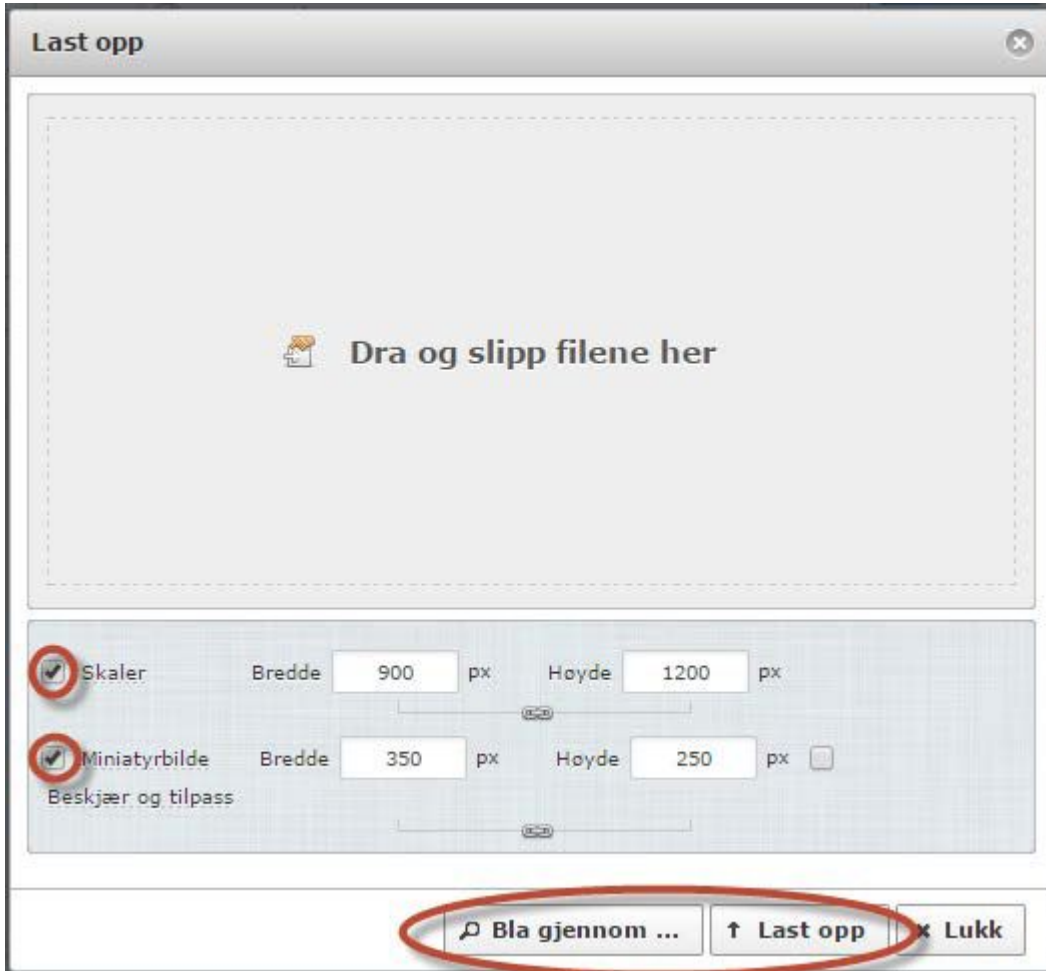 Last opp
Dra og slipp filene her
Skaler Bredde 900 px Høyde 1200 px
Miniatyrbilde Bredde 350 px Høyde 250 px
Beskjær og tilpass
Bla gjennom ... Last opp Lukk